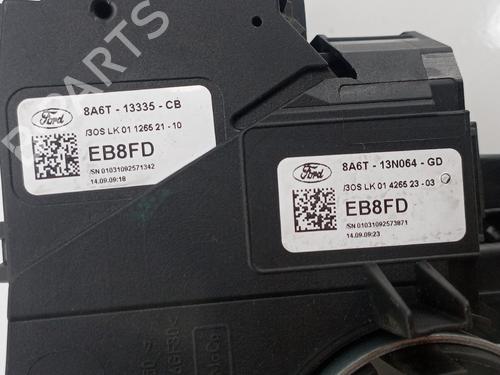 PARTS
Ford
8A6T - 13335 - CB
/3OS LK 01 1265 21 - 10
EB8FD
/SN 01031092571342
14.09.09:18
Ford
8A6T - 13N064 - GD
/3OS LK 01 4265 23 - 03
EB8FD
/SN 01031092573871
14.09.09:23